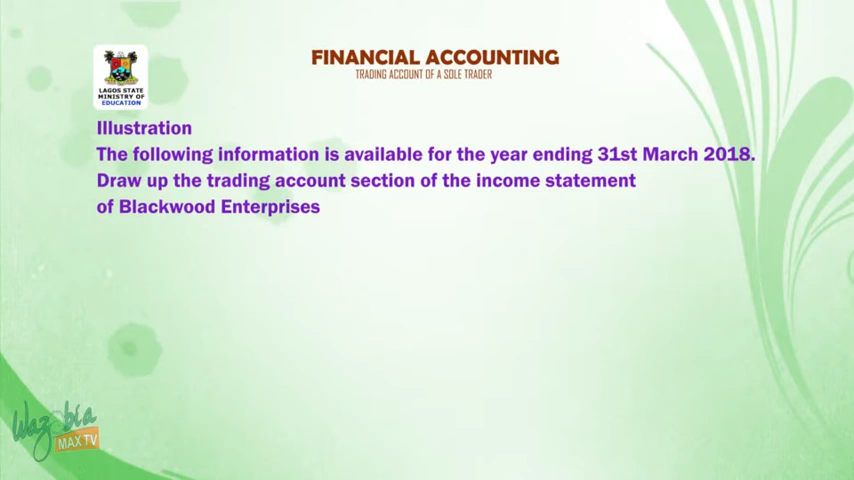 FINANCIAL ACCOUNTING
TRADING ACCOUNT OF A SOLE TRADER
LAGOS STATE
MINISTRY OF
EDUCATION
Illustration
The following information is available for the year ending 31st March 2018.
Draw up the trading account section of the income statement
of Blackwood Enterprises
Wazobia
MAX TV